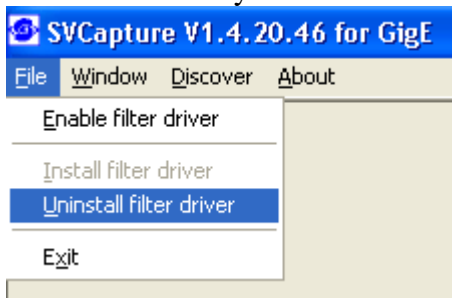 SVCapture V1.4.20.46 for GigE
File Window Discover About
Enable filter driver
Install filter driver
Uninstall filter driver
Exit